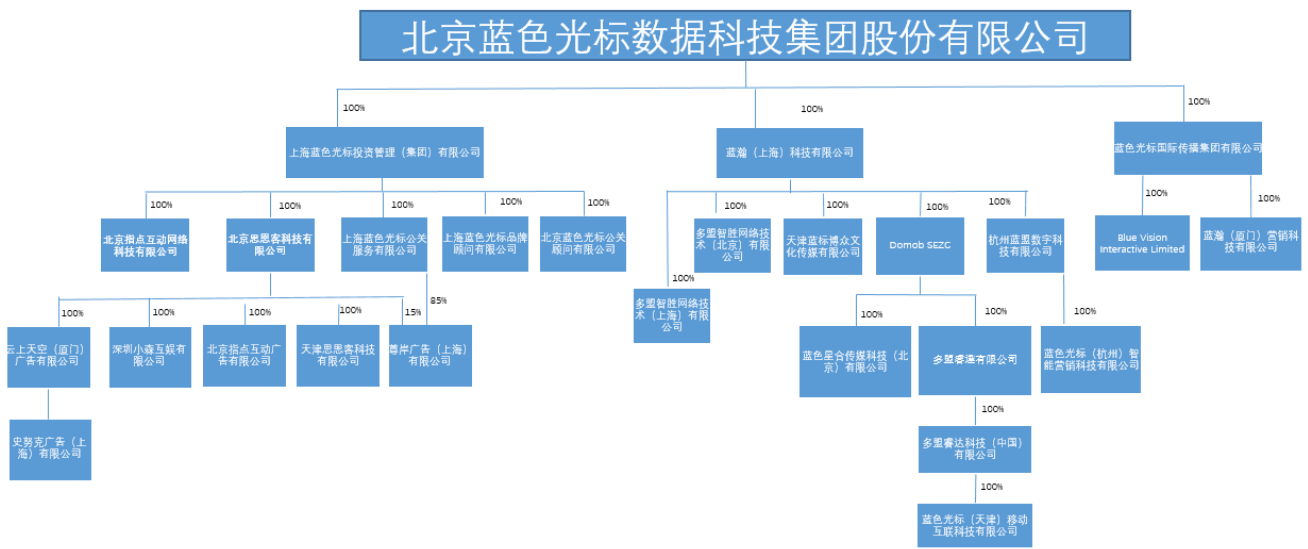 北京蓝色光标数据科技集团股份有限公司
100%
100%
100%
上海蓝色光标投资管理（集团）有限公司
蓝瀚（上海）科技有限公司
蓝色光标国际传播集团有限公司
100%
100%
100%
100%
100%
100%
100%
100%
100%
100%
100%
北京指点互动网络
科技有限公司
北京思恩客科技有
限公司
上海蓝色光标公关
服务有限公司
上海蓝色光标品牌
顾问有限公司
北京蓝色光标公关
顾问有限公司
多盟智胜网络技
术（北京）有限
公司
天津蓝标博众文
化传媒有限公司
Domob SEZC
杭州蓝盟数字科
技有限公司
Blue Vision
Interactive Limited
蓝瀚（厦门）营销科
技有限公司
100%
多盟智胜网络技
术（上海）有限
公司
85%
100%
100%
100%
100%
15%
100%
100%
100%
云上天空（厦门）
广告有限公司
深圳小森互娱有
限公司
北京指点互动广
告有限公司
天津思恩客科技
有限公司
尊岸广告（上海）
有限公司
蓝色星合传媒科技（北
京）有限公司
多盟睿
有限公司
蓝色光标（杭州）智
能营销科技有限公司
史努克广告（上
海）有限公司
100%
多盟睿达科技（中国）
有限公司
100%
蓝色光标（天津）移动
互联科技有限公司